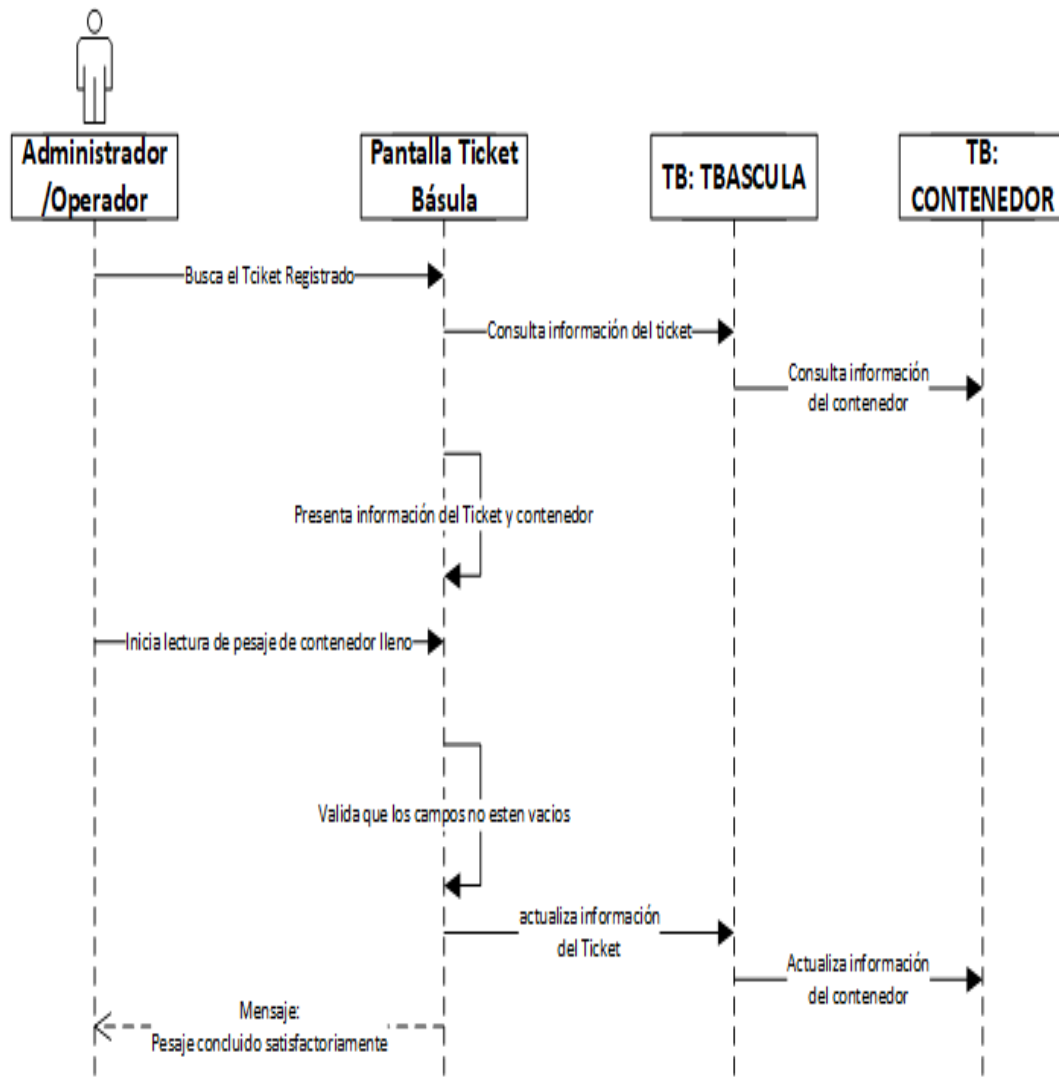 Administrador
/Operador
Pantalla Ticket
Básula
TB: TBASCULA
TB:
CONTENEDOR
Busca el Tciket Registrado
Consulta información del ticket
Consulta información
del contenedor
Presenta información del Ticket y contenedor
Inicia lectura de pesaje de contenedor lleno
Valida que los campos no esten vacios
actualiza información
del Ticket
Actualiza información
del contenedor
Mensaje:
Pesaje concluido satisfactoriamente